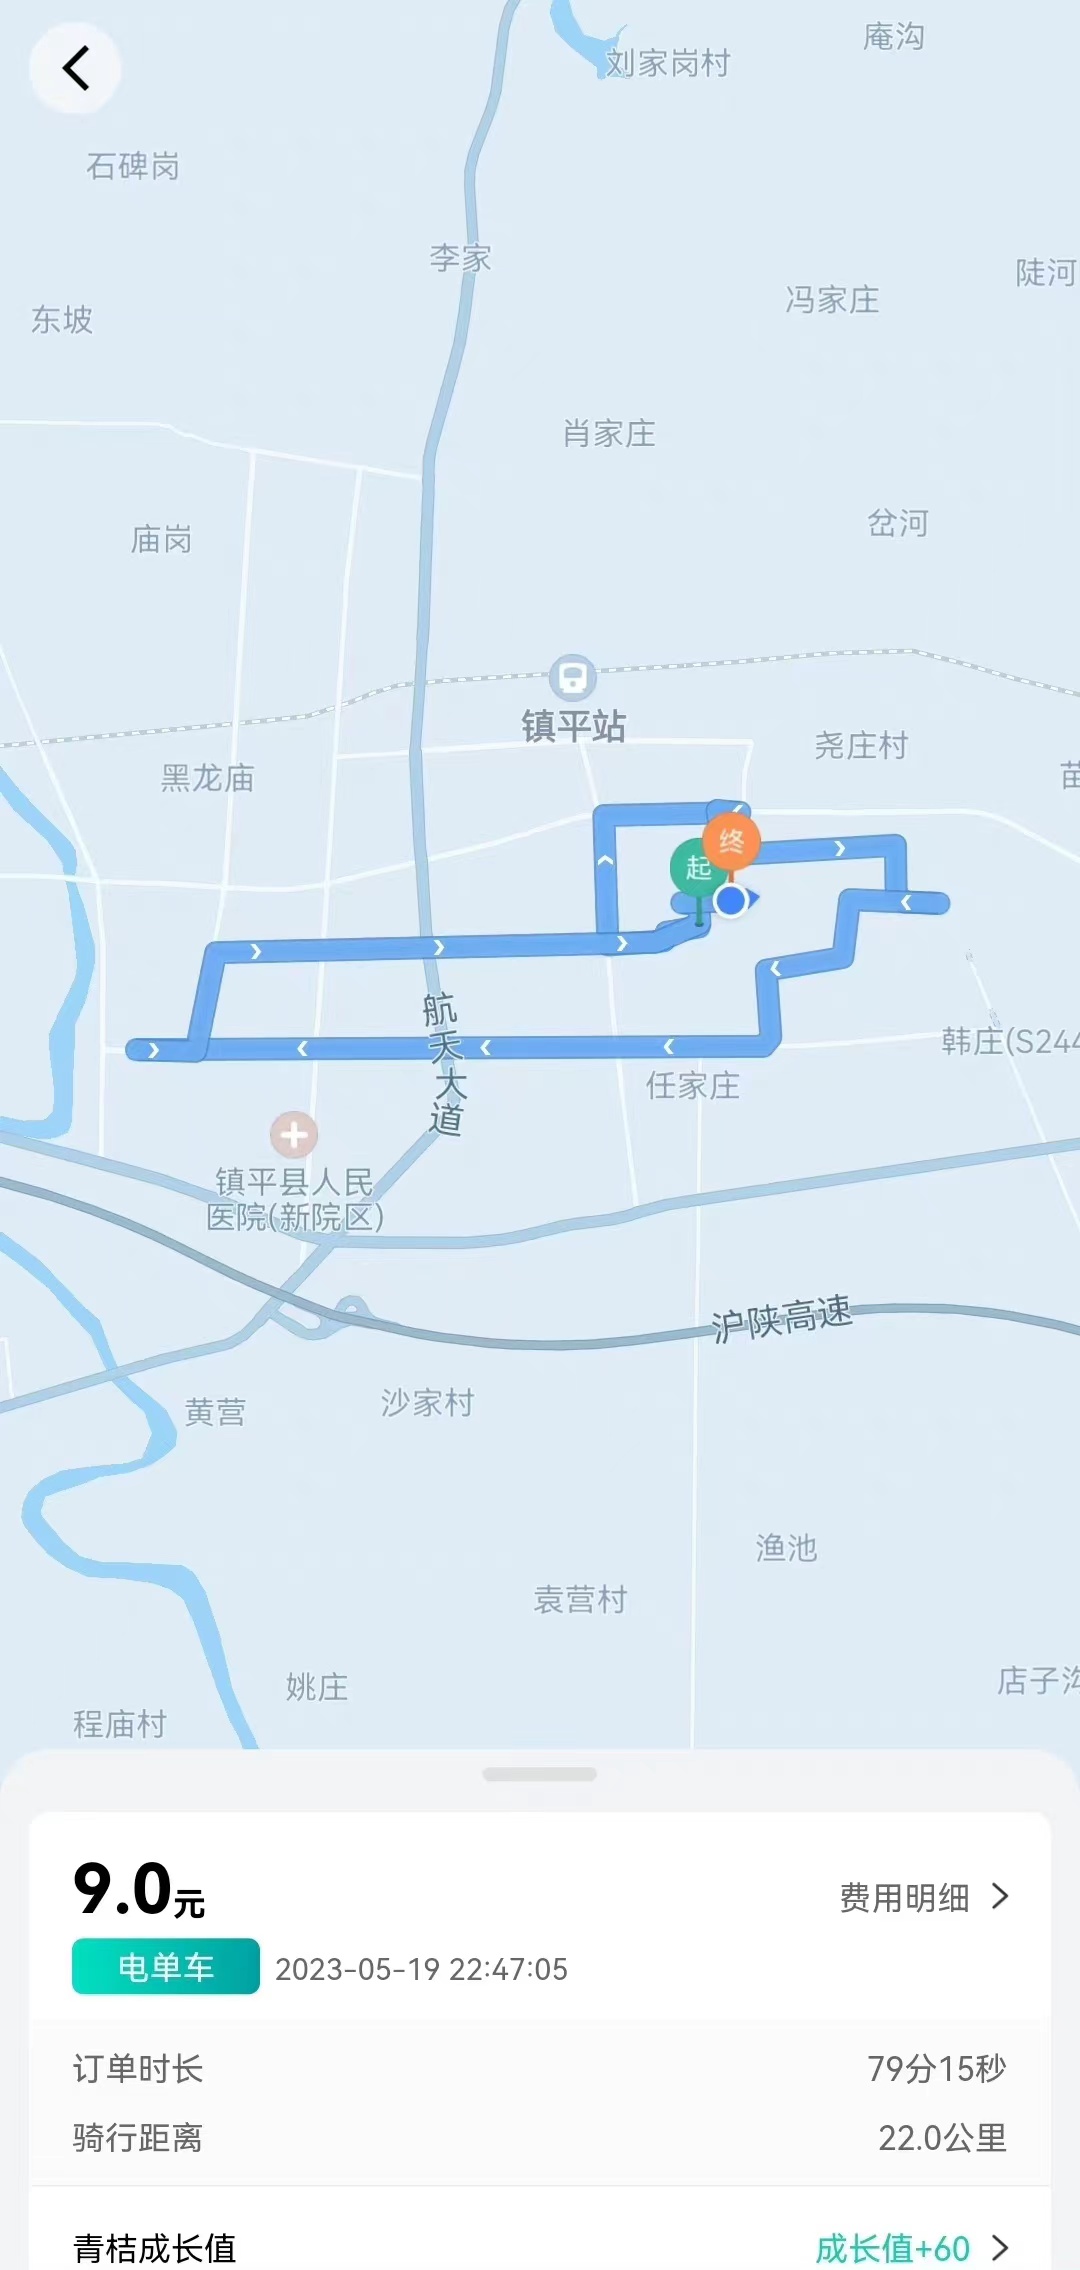 庵沟
刘家岗村
石碑岗
李家
陡河
冯家庄
东坡
肖家庄
岔河
庙岗
镇平站
尧庄村
苗
黑龙庙
终
起
航天大道
韩庄(S244
任家庄
镇平县人民
医院(新院区)
沪陕高速
沙家村
黄营
渔池
袁营村
店子沟
姚庄
程庙村
9.0元
费用明细
电单车 2023-05-19 22:47:05
订单时长 79分15秒
骑行距离 22.0公里
青桔成长值 成长值+60